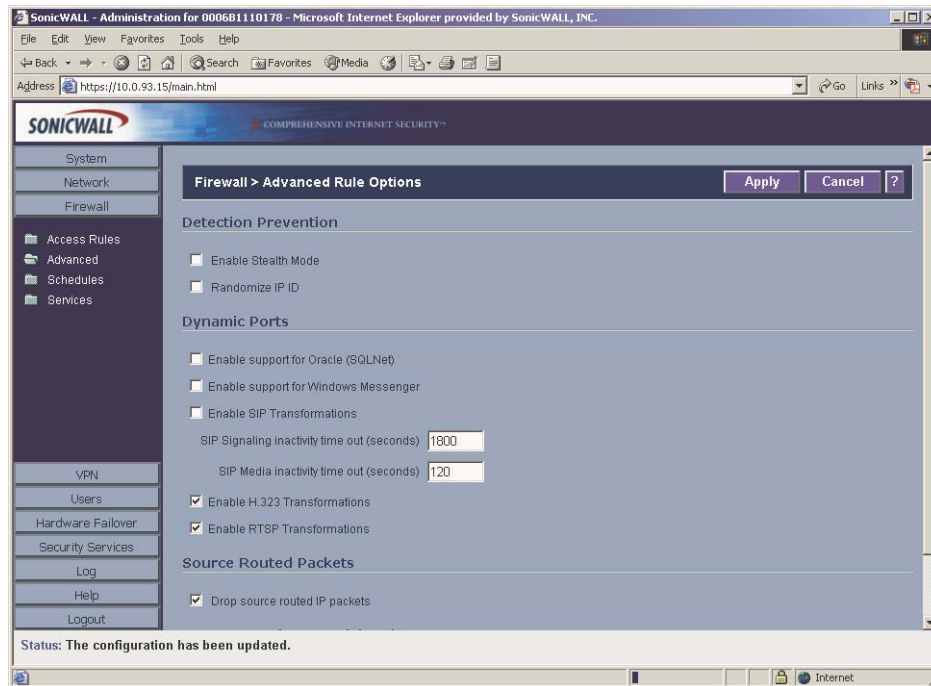 SonicWALL - Administration for 0006B1110178 - Microsoft Internet Explorer provided by SonicWALL, INC.
File Edit View Favorites Tools Help
Back Search Favorites Media
Address https://10.0.93.15/main.html Go Links »
SONICWALL COMPREHENSIVE INTERNET SECURITY™
System
Network
Firewall
Access Rules
Advanced
Schedules
Services
VPN
Users
Hardware Failover
Security Services
Log
Help
Logout
Firewall > Advanced Rule Options Apply Cancel ?
Detection Prevention
Enable Stealth Mode
Randomize IP ID
Dynamic Ports
Enable support for Oracle (SQLNet)
Enable support for Windows Messenger
Enable SIP Transformations
SIP Signaling inactivity time out (seconds) 1800
SIP Media inactivity time out (seconds) 120
Enable H.323 Transformations
Enable RTSP Transformations
Source Routed Packets
Drop source routed IP packets
Status: The configuration has been updated.
Internet